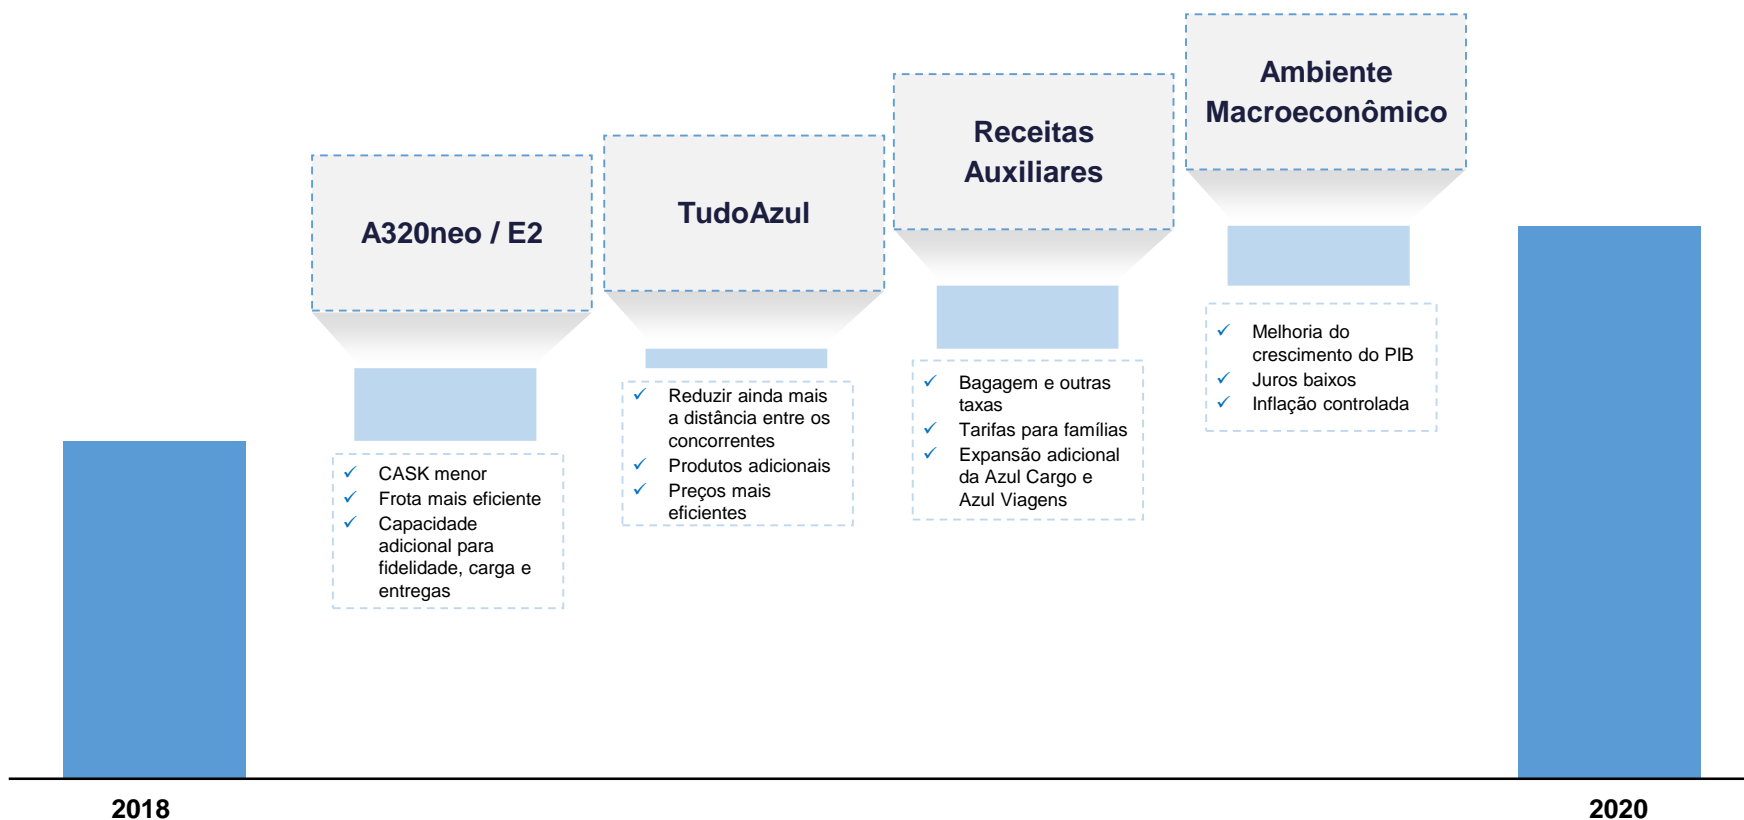 A320neo / E2
✓ CASK menor
✓ Frota mais eficiente
✓ Capacidade
adicional para
fidelidade, carga e
entregas
TudoAzul
✓ Reduzir ainda mais
a distância entre os
concorrentes
✓ Produtos adicionais
✓ Preços mais
eficientes
Receitas
Auxiliares
✓ Bagagem e outras
taxas
✓ Tarifas para famílias
✓ Expansão adicional
da Azul Cargo e
Azul Viagens
Ambiente
Macroeconômico
✓ Melhoria do
crescimento do PIB
✓ Juros baixos
✓ Inflação controlada
2018
2020